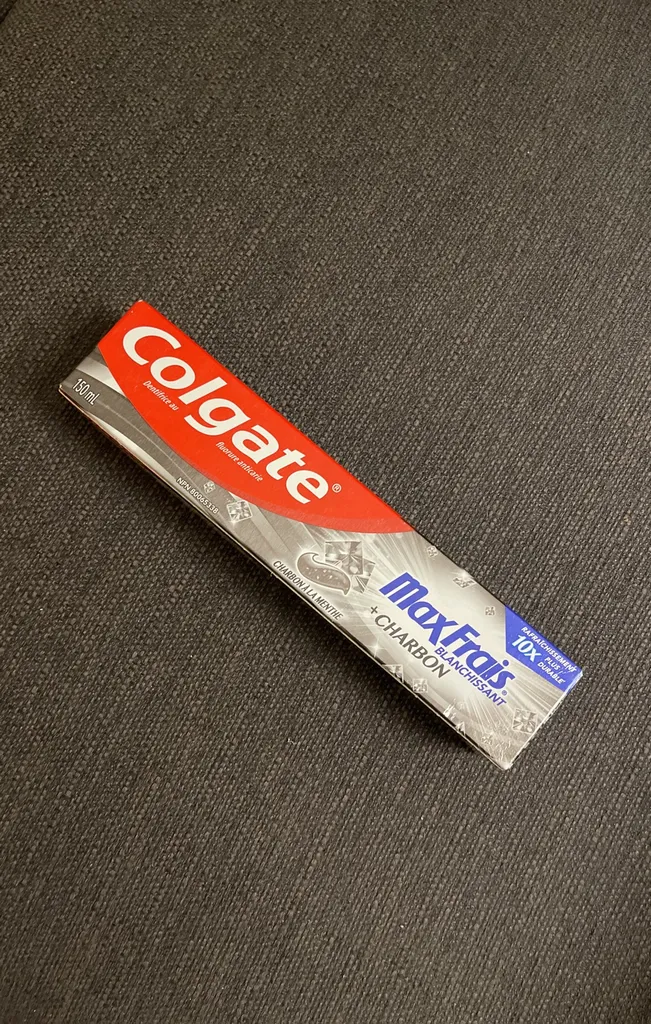 Colgate®
Dentifrice au
fluorure anticarie
150 mL
NPN 80065338
CHARBON À LA MENTHE
MaxFrais®
BLANCHISSANT
+CHARBON
RAFRAÎCHISSEMENT
10X PLUS
DURABLE